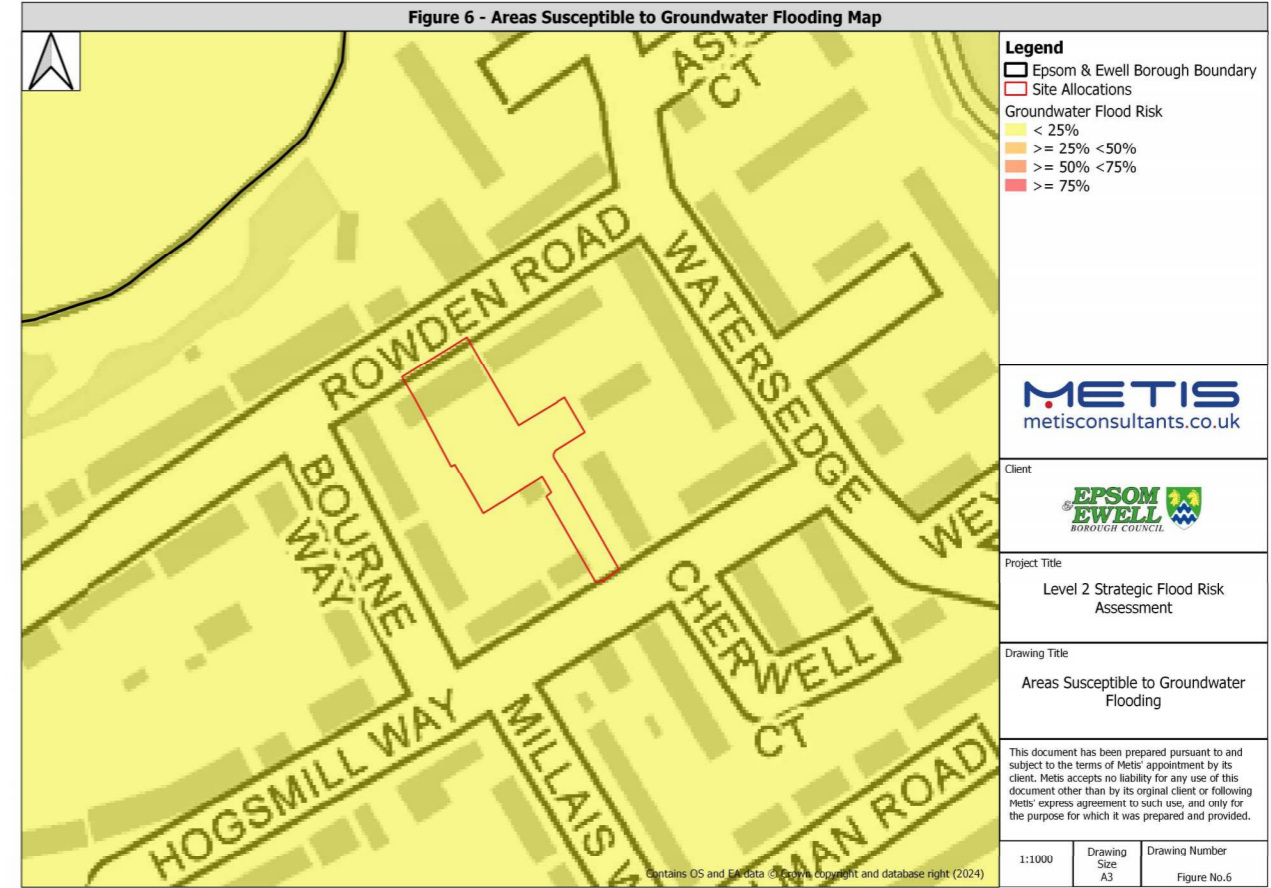 Figure 6 - Areas Susceptible to Groundwater Flooding Map
ASH
CT
ROWDEN ROAD
WATERSEDGE
BOURNE
WAY
WEY
CHERWELL
CT
HOGSMILL WAY
MILLAIS W
MAN ROAD
Contains OS and EA data © Crown copyright and database right (2024)
Legend
Epsom & Ewell Borough Boundary
Site Allocations
Groundwater Flood Risk
< 25%
>= 25% <50%
>= 50% <75%
>= 75%
METIS
metisconsultants.co.uk
Client
EPSOM
& EWELL
BOROUGH COUNCIL
Project Title
Level 2 Strategic Flood Risk
Assessment
Drawing Title
Areas Susceptible to Groundwater
Flooding
This document has been prepared pursuant to and
subject to the terms of Metis' appointment by its
client. Metis accepts no liability for any use of this
document other than by its orginal client or following
Metis' express agreement to such use, and only for
the purpose for which it was prepared and provided.
1:1000
Drawing
Size
A3
Drawing Number
Figure No.6